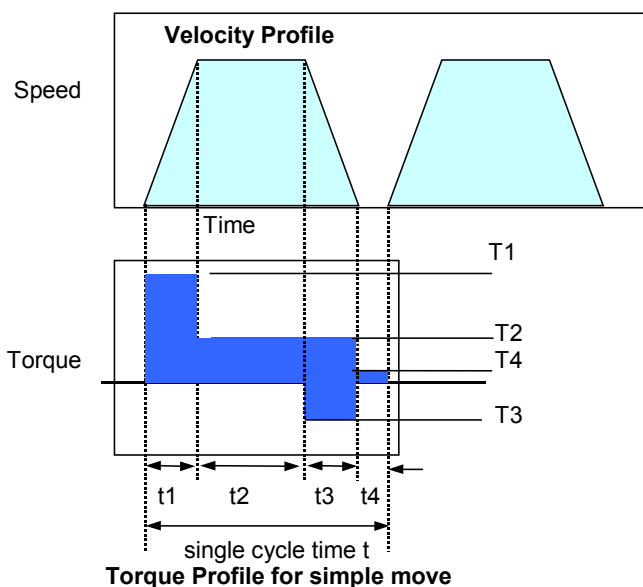 Velocity Profile
Speed
Time
T1
T2
Torque
T4
T3
t1 t2 t3 t4
single cycle time t
Torque Profile for simple move